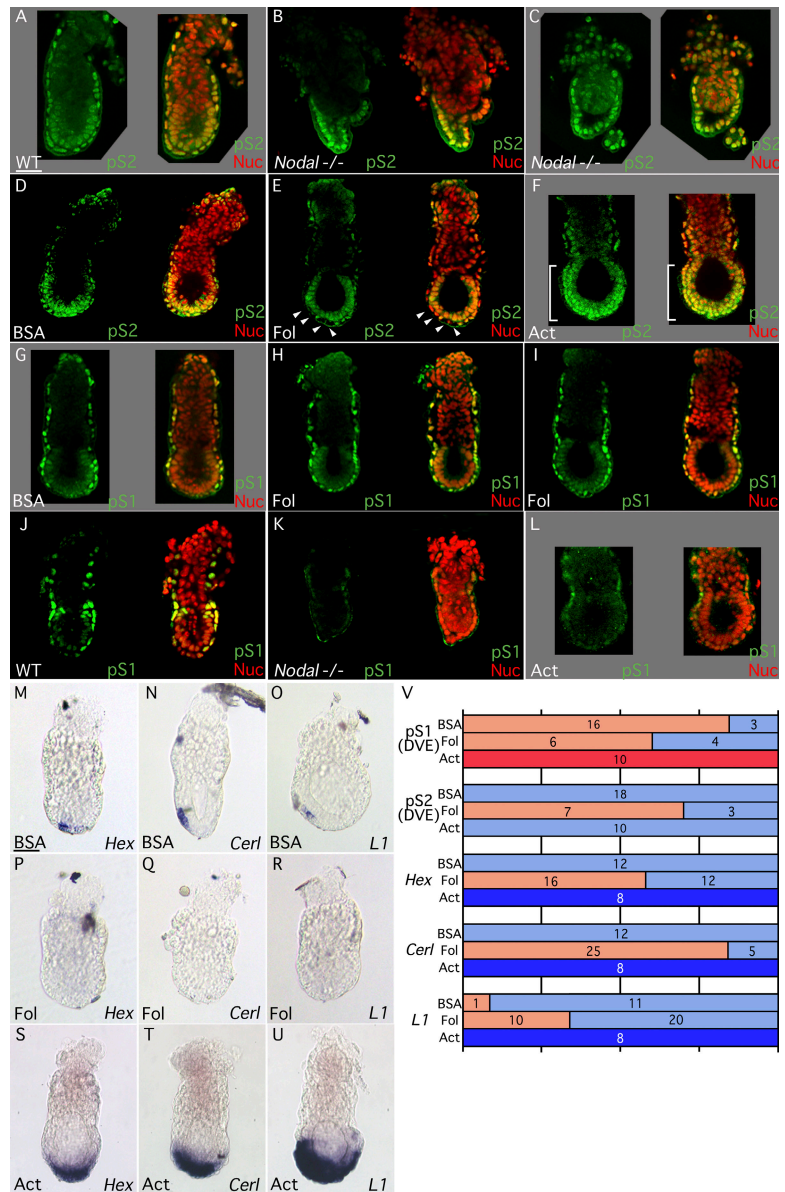 A
WT
pS2
pS2
Nuc
B
Nodal -/-
pS2
pS2
Nuc
C
Nodal -/-
pS2
pS2
Nuc
D
BSA
pS2
pS2
Nuc
E
Fol
pS2
pS2
Nuc
F
Act
pS2
pS2
Nuc
G
BSA
pS1
pS1
Nuc
H
Fol
pS1
pS1
Nuc
I
Fol
pS1
pS1
Nuc
J
WT
pS1
pS1
Nuc
K
Nodal -/-
pS1
pS1
Nuc
L
Act
pS1
pS1
Nuc
M
BSA Hex
N
BSA Cerl
O
BSA L1
P
Fol Hex
Q
Fol Cerl
R
Fol L1
S
Act Hex
T
Act Cerl
U
Act L1
V
pS1
(DVE)
BSA 16 3
Fol 6 4
Act 10
pS2
(DVE)
BSA 18
Fol 7 3
Act 10
Hex
BSA 12
Fol 16 12
Act 8
Cerl
BSA 12
Fol 25 5
Act 8
L1
BSA 1 11
Fol 10 20
Act 8